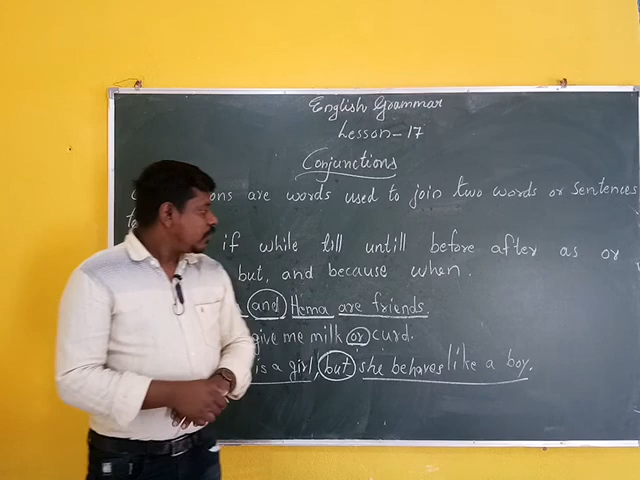 English Grammar
Lesson-17
Conjunctions
ons are words used to join two words or sentences
if while till untill before after as or
but, and because when.
and Hema are friends.
give me milk or curd.
is a girl, but she behaves like a boy.